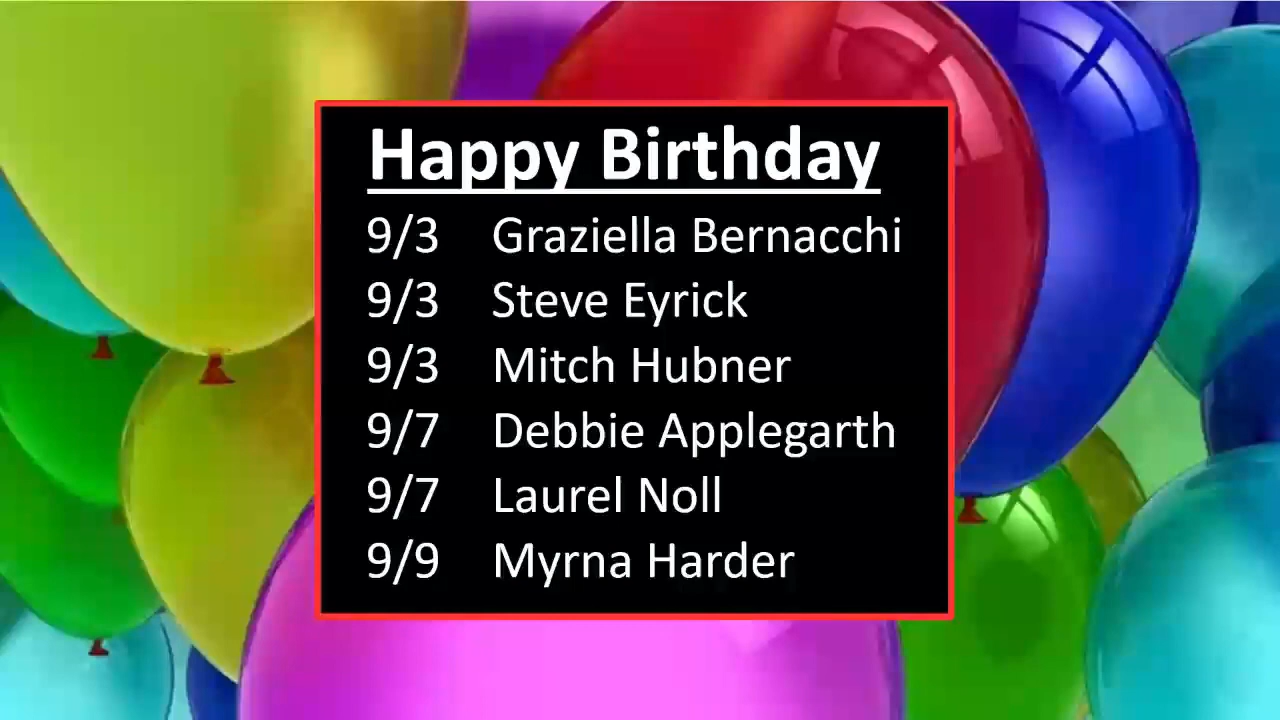 Happy Birthday
9/3 Graziella Bernacchi
9/3 Steve Eyrick
9/3 Mitch Hubner
9/7 Debbie Applegarth
9/7 Laurel Noll
9/9 Myrna Harder